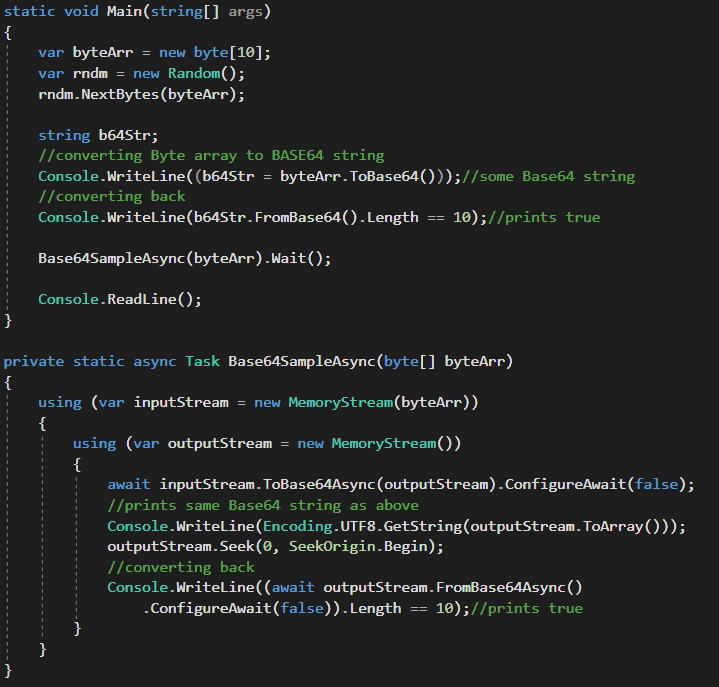 static void Main(string[] args)
{
    var byteArr = new byte[10];
    var rndm = new Random();
    rndm.NextBytes(byteArr);

    string b64Str;
    //converting Byte array to BASE64 string
    Console.WriteLine((b64Str = byteArr.ToBase64()));//some Base64 string
    //converting back
    Console.WriteLine(b64Str.FromBase64().Length == 10);//prints true

    Base64SampleAsync(byteArr).Wait();

    Console.ReadLine();
}

private static async Task Base64SampleAsync(byte[] byteArr)
{
    using (var inputStream = new MemoryStream(byteArr))
    {
        using (var outputStream = new MemoryStream())
        {
            await inputStream.ToBase64Async(outputStream).ConfigureAwait(false);
            //prints same Base64 string as above
            Console.WriteLine(Encoding.UTF8.GetString(outputStream.ToArray()));
            outputStream.Seek(0, SeekOrigin.Begin);
            //converting back
            Console.WriteLine((await outputStream.FromBase64Async()
                .ConfigureAwait(false)).Length == 10);//prints true
        }
    }
}